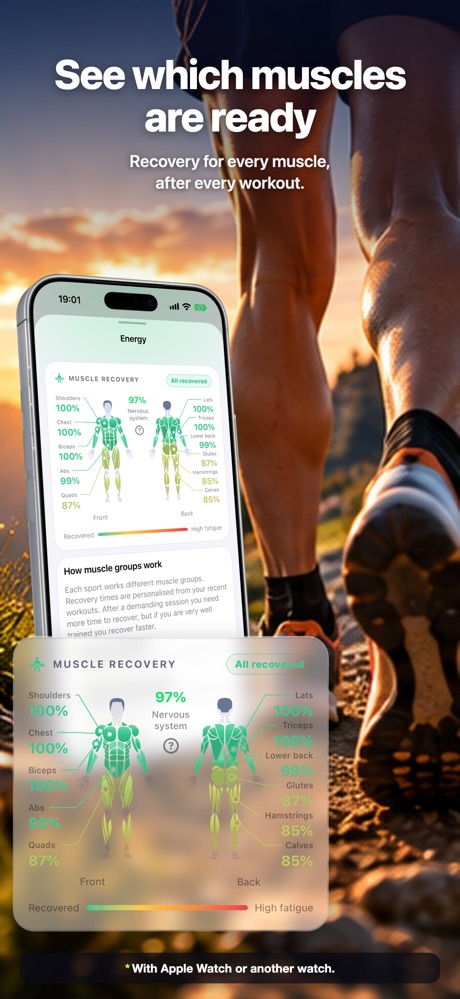 See which muscles
are ready
Recovery for every muscle,
after every workout.
19:01
Energy
MUSCLE RECOVERY
All recovered
Shoulders
100%
Chest
100%
Biceps
100%
Abs
99%
Quads
87%
97%
Nervous
system
?
Lats
100%
Triceps
100%
Lower back
99%
Glutes
87%
Hamstrings
85%
Calves
85%
Front
Back
Recovered
High fatigue
How muscle groups work
Each sport works different muscle groups.
Recovery times are personalised from your recent
workouts. After a demanding session you need
more time to recover, but if you are very well
trained you recover faster.
MUSCLE RECOVERY
All recovered
Shoulders
100%
Chest
100%
Biceps
100%
Abs
99%
Quads
87%
97%
Nervous
system
?
Lats
100%
Triceps
100%
Lower back
99%
Glutes
87%
Hamstrings
85%
Calves
85%
Front
Back
Recovered
High fatigue
*With Apple Watch or another watch.